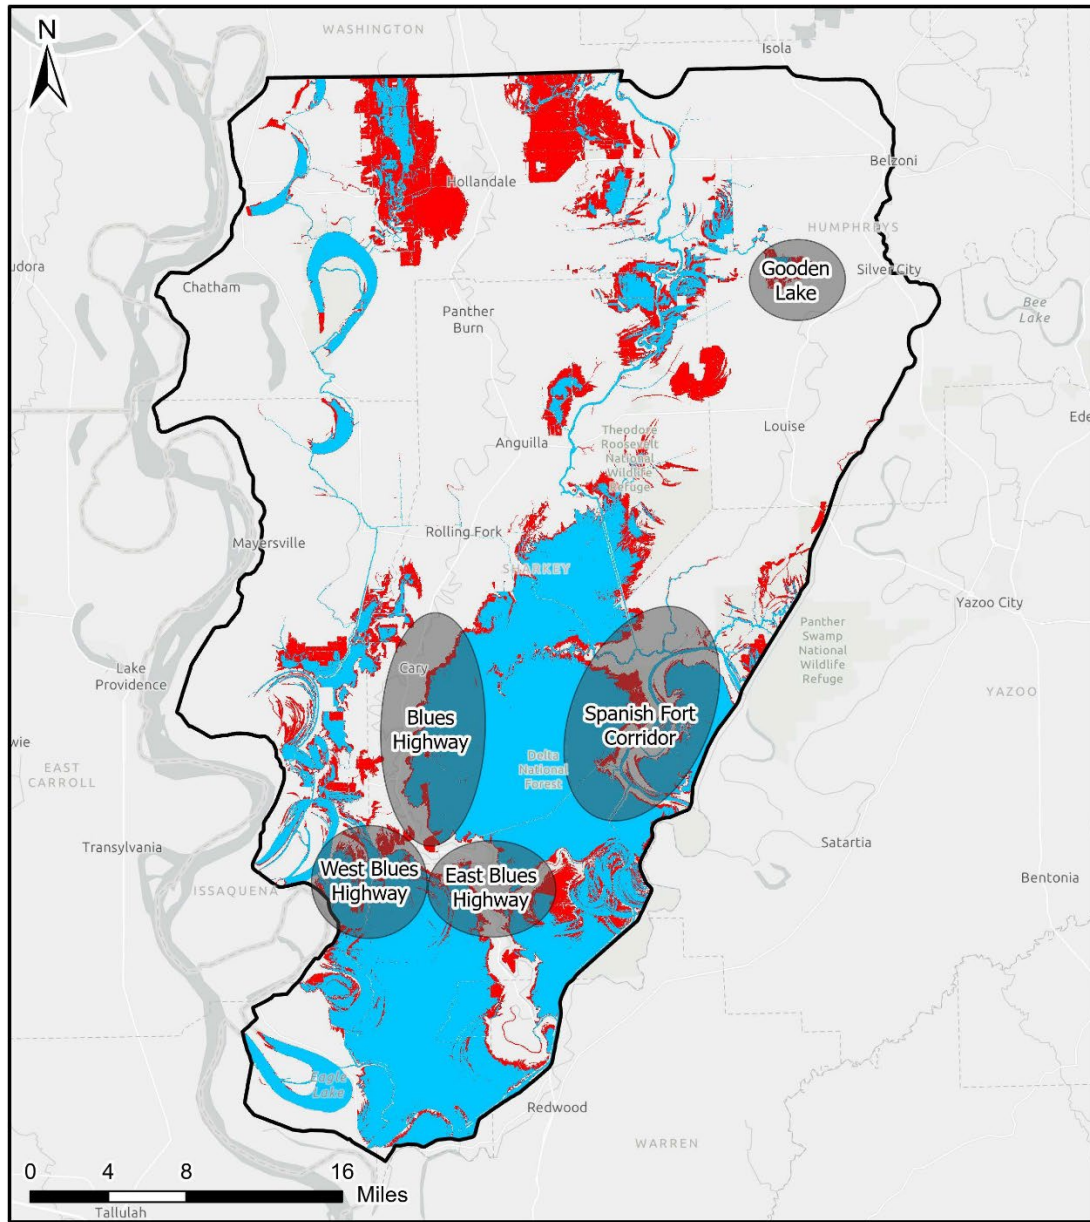 N
WASHINGTON
Isola
Belzoni
Hollandale
HUMPHREYS
udora
Chatham
Gooden
Lake
Silver City
Bee
Lake
Panther
Burn
Louise
Ede
Anguilla
Theodore
Roosevelt
National
Wildlife
Refuge
Rolling Fork
Mayersville
SHARKEY
Yazoo City
Panther
Swamp
National
Wildlife
Refuge
Lake
Providence
Cary
YAZOO
Blues
Highway
Spanish Fort
Corridor
wie
EAST
CARROLL
Delta
National
Forest
Transylvania
Satartia
West Blues
Highway
East Blues
Highway
ISSAQUENA
Bentonia
Eagle
Lake
Redwood
WARREN
0 4 8 16
Miles
Tallulah